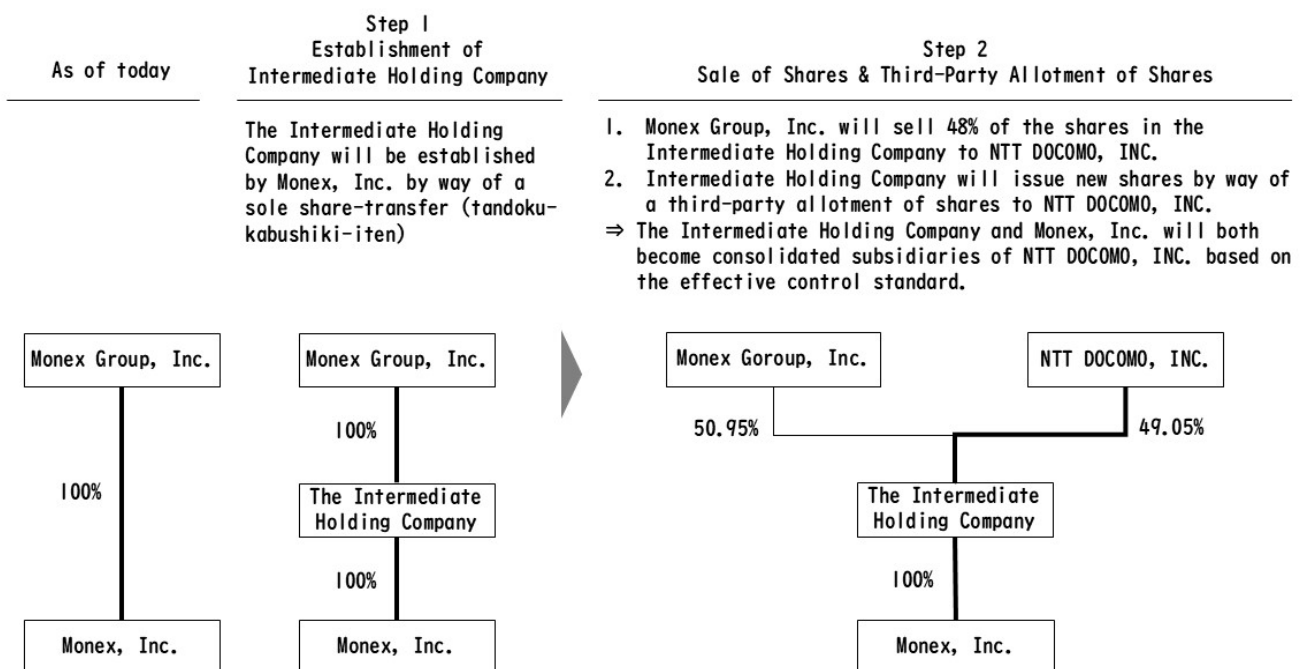 As of today
Step 1
Establishment of
Intermediate Holding Company
Step 2
Sale of Shares & Third-Party Allotment of Shares
The Intermediate Holding
Company will be established
by Monex, Inc. by way of a
sole share-transfer (tandoku-
kabushiki-iten)
1. Monex Group, Inc. will sell 48% of the shares in the
Intermediate Holding Company to NTT DOCOMO, INC.
2. Intermediate Holding Company will issue new shares by way of
a third-party allotment of shares to NTT DOCOMO, INC.
⇒ The Intermediate Holding Company and Monex, Inc. will both
become consolidated subsidiaries of NTT DOCOMO, INC. based on
the effective control standard.
Monex Group, Inc.
100%
Monex, Inc.
Monex Group, Inc.
100%
The Intermediate
Holding Company
100%
Monex, Inc.
Monex Goroup, Inc.
NTT DOCOMO, INC.
50.95%
49.05%
The Intermediate
Holding Company
100%
Monex, Inc.